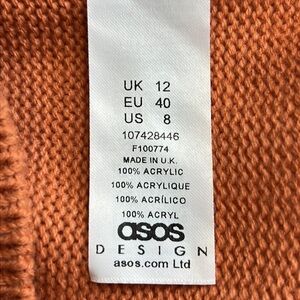 UK 12
EU 40
US 8
107428446
F100774
MADE IN U.K.
100% ACRYLIC
100% ACRYLIQUE
100% ACRÍLICO
100% ACRYL
asos
DESIGN
asos.com Ltd